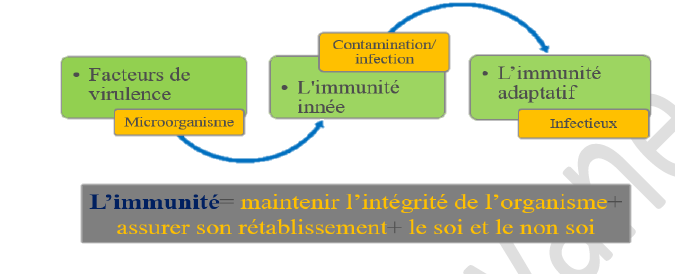 Contamination/
infection
• Facteurs de
virulence
Microorganisme
• L'immunité
innée
• L'immunité
adaptatif
Infectieux
L'immunité= maintenir l'intégrité de l'organisme+
assurer son rétablissement+ le soi et le non soi